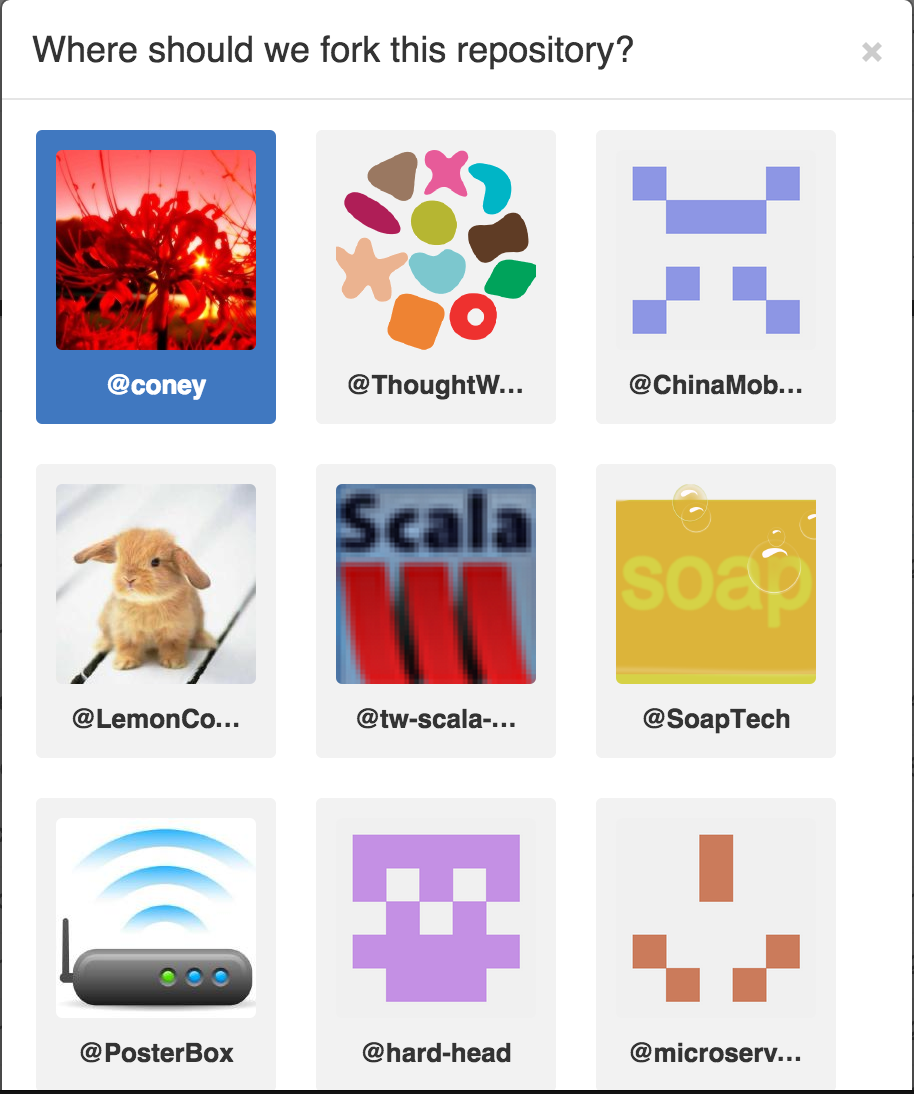 Where should we fork this repository?
×
@coney
@ThoughtW...
@ChinaMob...
Scala
soap
@LemonCo...
@tw-scala-...
@SoapTech
@PosterBox
@hard-head
@microserv...